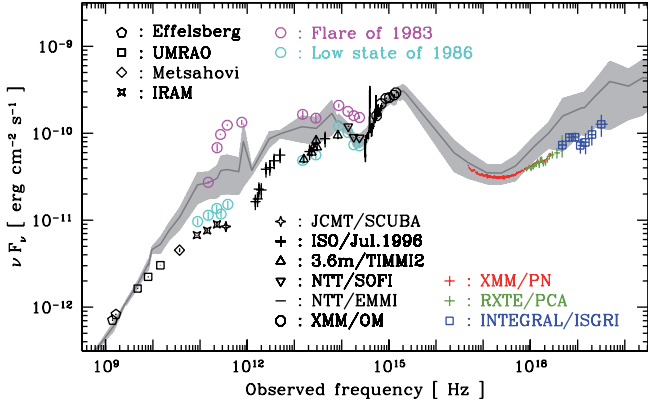 : Effelsberg
: UMRAO
: Metsahovi
: IRAM
: Flare of 1983
: Low state of 1986
: JCMT/SCUBA
: ISO/Jul.1996
: 3.6m/TIMMI2
: NTT/SOFI
: NTT/EMMI
: XMM/OM
: XMM/PN
: RXTE/PCA
: INTEGRAL/ISGRI
ν Fν [ erg cm⁻² s⁻¹ ]
10⁻⁹
10⁻¹⁰
10⁻¹¹
10⁻¹²
10⁹
10¹²
10¹⁵
10¹⁸
Observed frequency [ Hz ]